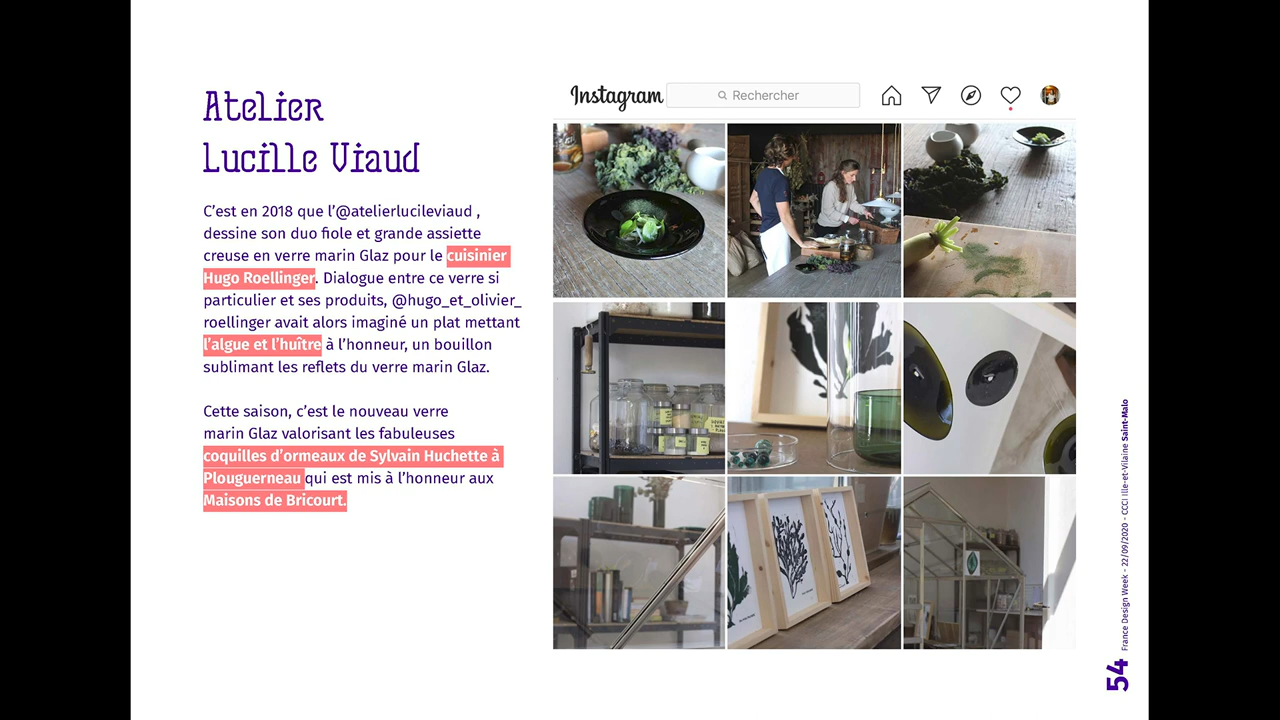 Atelier
Lucille Viaud
C’est en 2018 que l’@atelierlucileviaud ,
dessine son duo fiole et grande assiette
creuse en verre marin Glaz pour le cuisinier
Hugo Roellinger. Dialogue entre ce verre si
particulier et ses produits, @hugo_et_olivier_
roellinger avait alors imaginé un plat mettant
l’algue et l’huître à l’honneur, un bouillon
sublimant les reflets du verre marin Glaz.
Cette saison, c’est le nouveau verre
marin Glaz valorisant les fabuleuses
coquilles d’ormeaux de Sylvain Huchette à
Plouguerneau qui est mis à l’honneur aux
Maisons de Bricourt.
Instagram
Rechercher
France Design Week - 22/09/2020 - CCCI Ille-et-Vilaine Saint-Malo
54